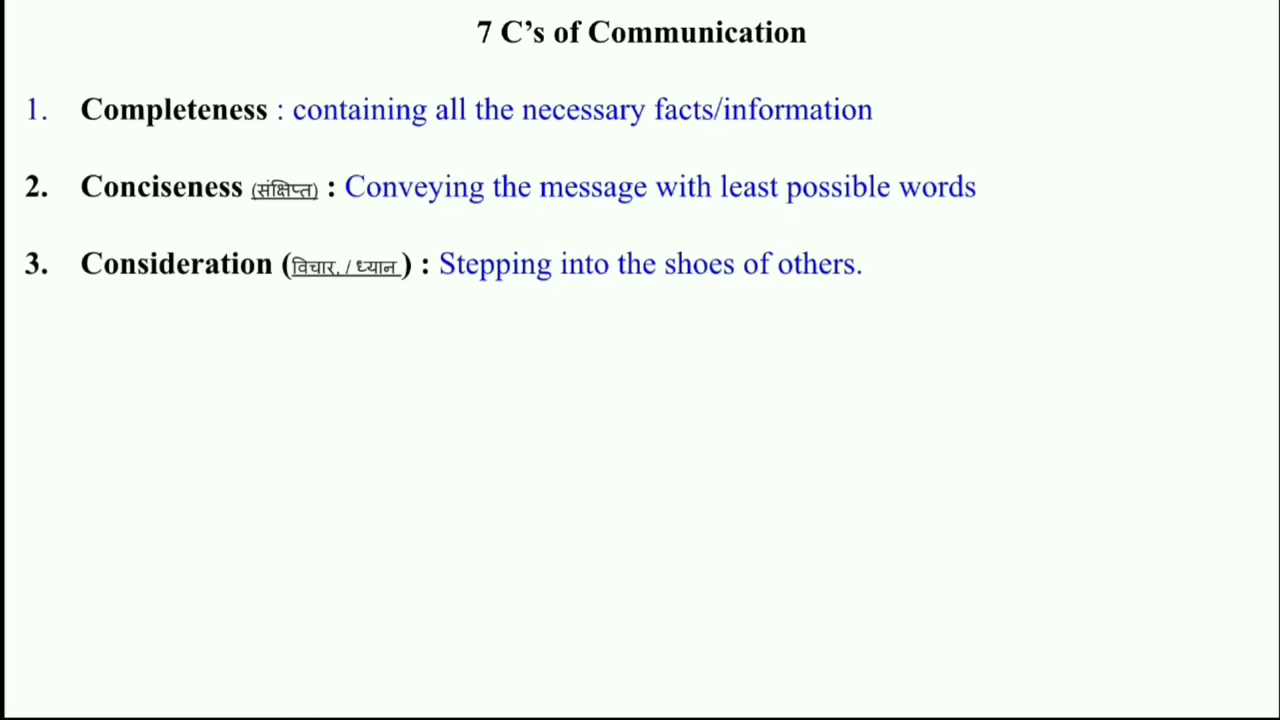 7 C’s of Communication
1. Completeness : containing all the necessary facts/information
2. Conciseness (संक्षिप्त) : Conveying the message with least possible words
3. Consideration (विचार, / ध्यान ) : Stepping into the shoes of others.